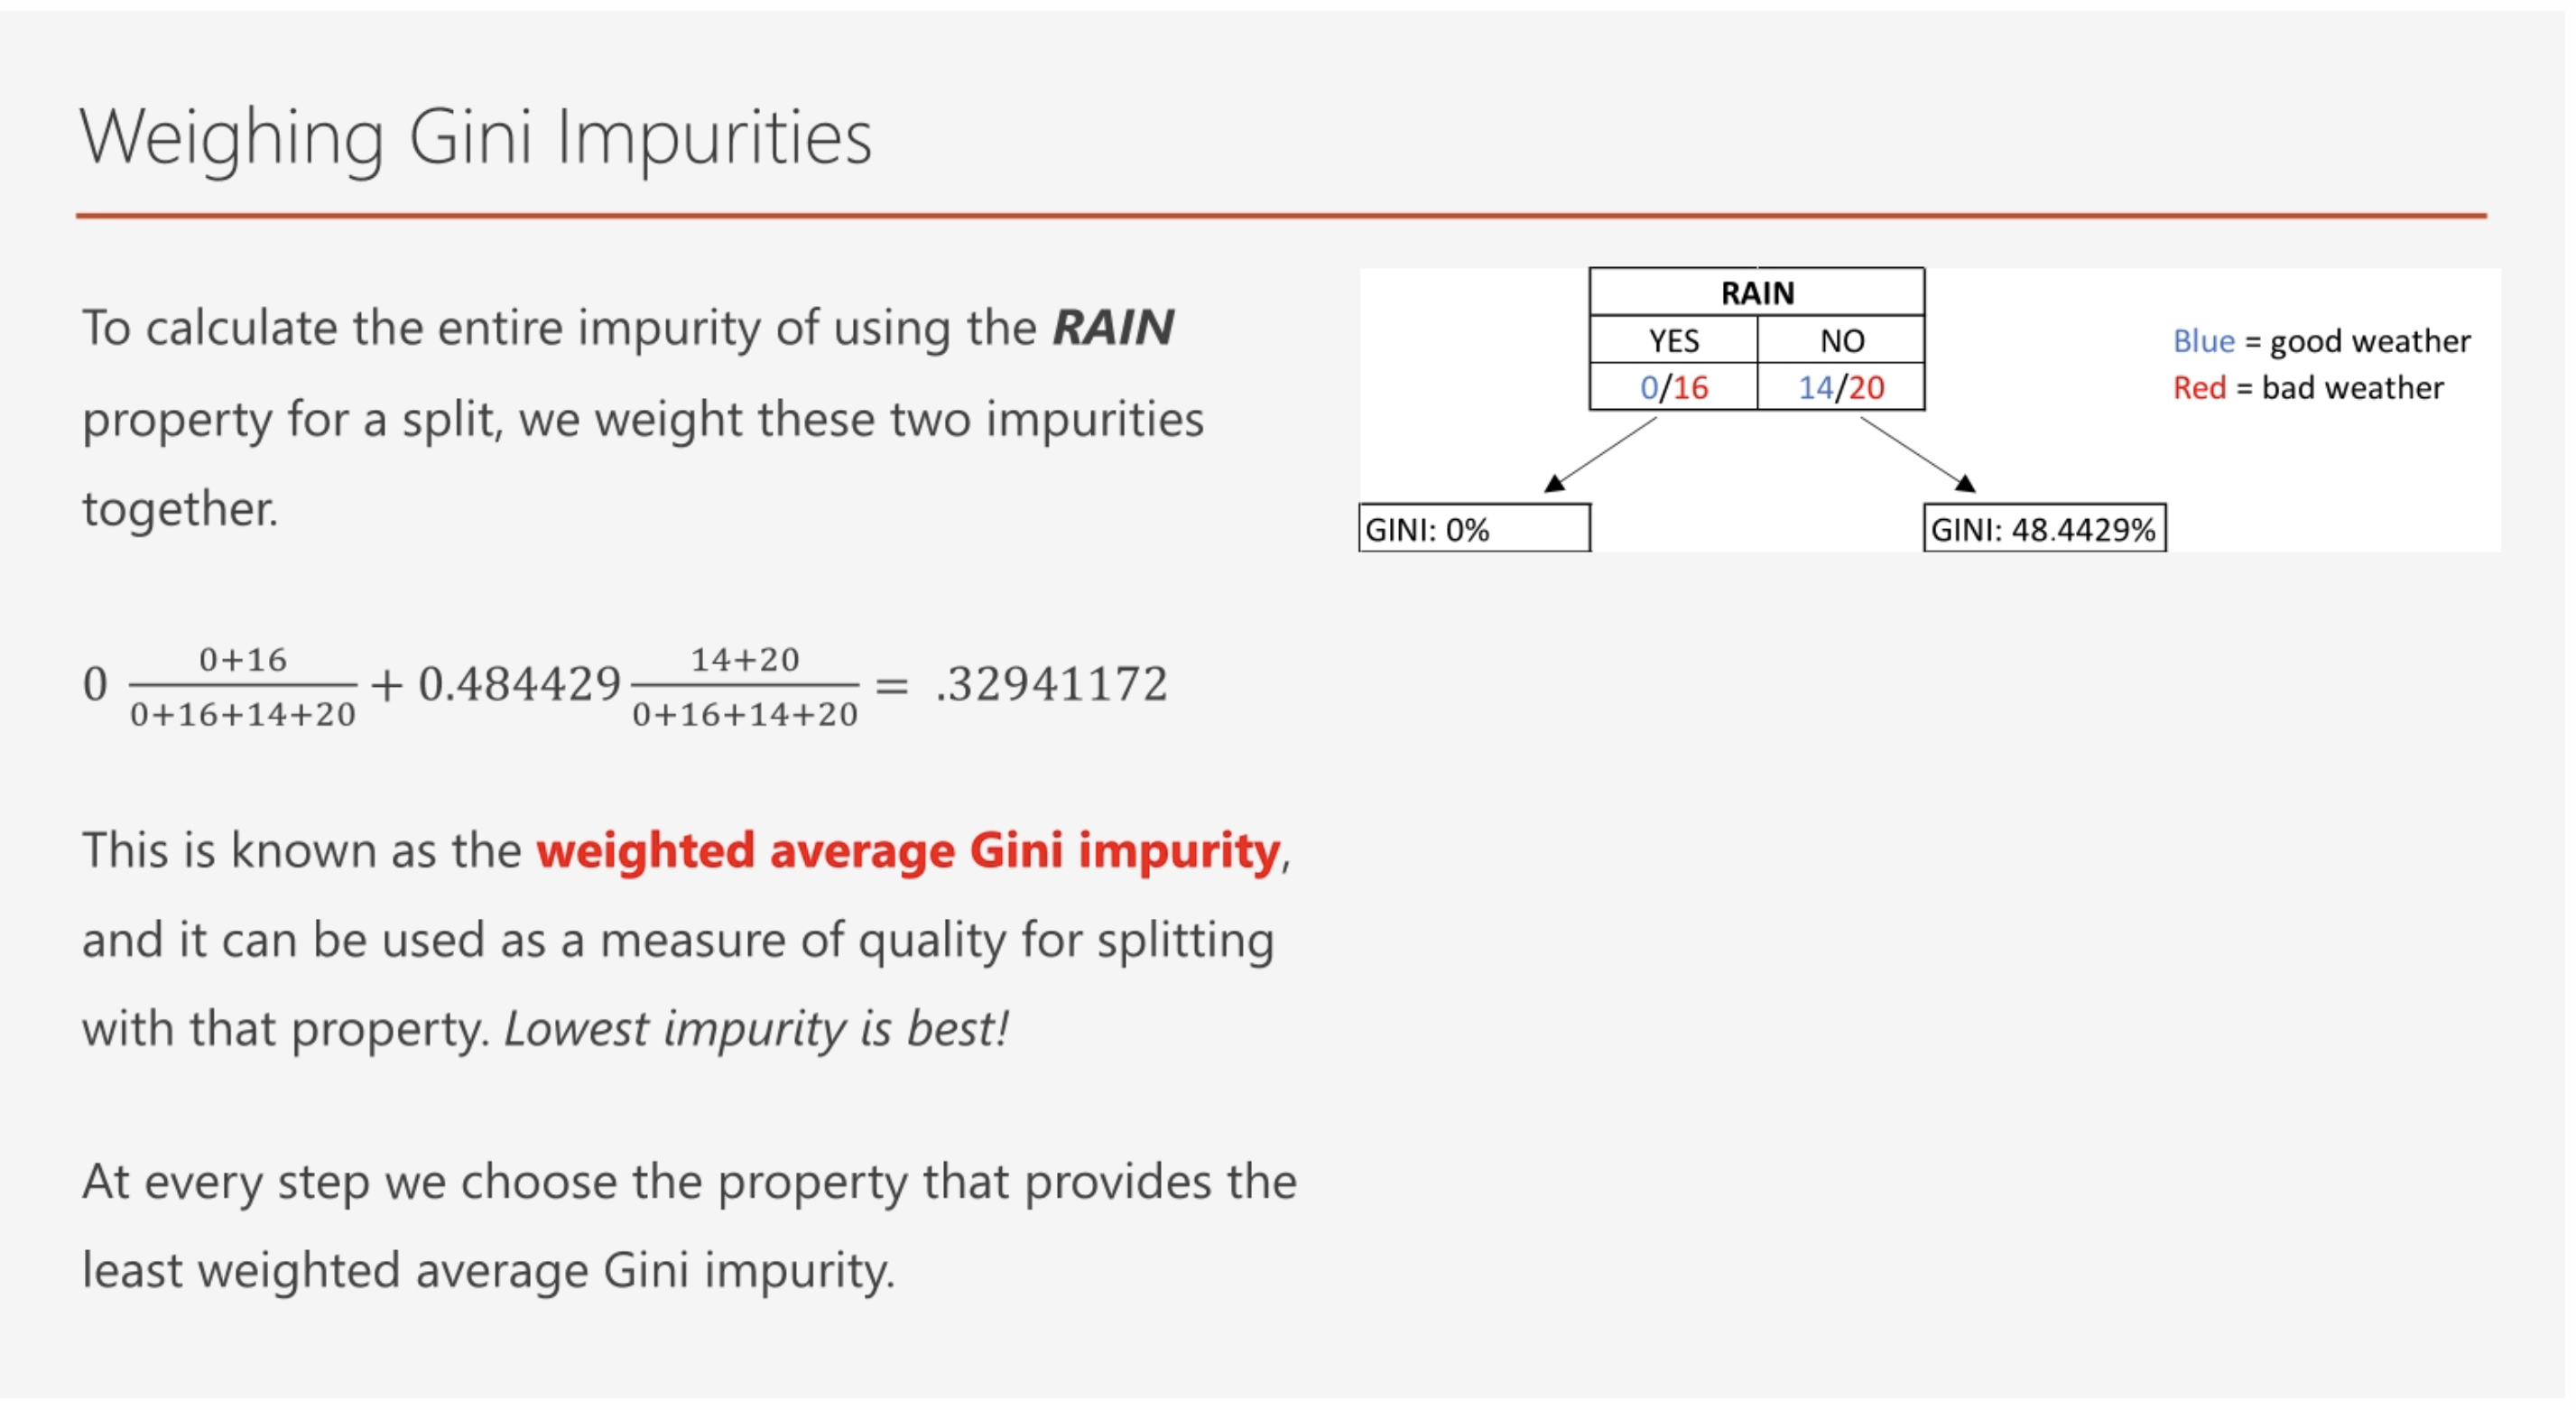 Weighing Gini Impurities
To calculate the entire impurity of using the RAIN
property for a split, we weight these two impurities
together.
0 \frac{0+16}{0+16+14+20} + 0.484429 \frac{14+20}{0+16+14+20} = .32941172
This is known as the weighted average Gini impurity,
and it can be used as a measure of quality for splitting
with that property. Lowest impurity is best!
At every step we choose the property that provides the
least weighted average Gini impurity.
RAIN
YES NO
0/16 14/20
Blue = good weather
Red = bad weather
GINI: 0%
GINI: 48.4429%